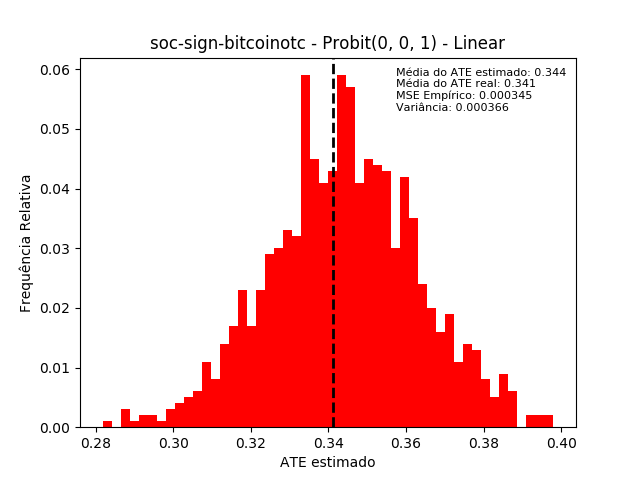 soc-sign-bitcoinotc - Probit(0, 0, 1) - Linear
Média do ATE estimado: 0.344
Média do ATE real: 0.341
MSE Empírico: 0.000345
Variância: 0.000366
Frequência Relativa
0.06
0.05
0.04
0.03
0.02
0.01
0.00
0.28 0.30 0.32 0.34 0.36 0.38 0.40
ATE estimado